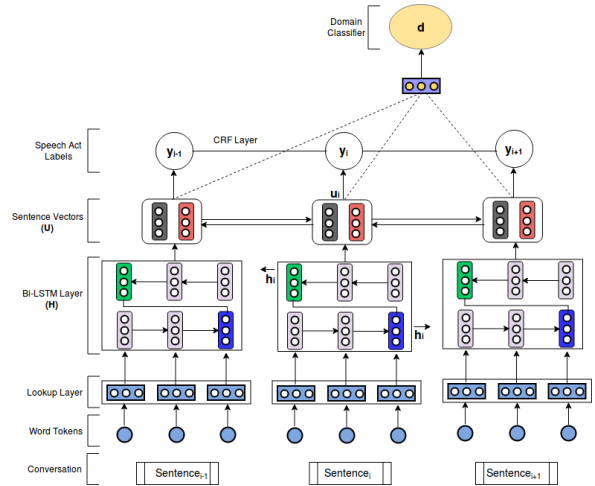 Domain
Classifier
d
Speech Act
Labels
CRF Layer
yi-1
yi
yi+1
ui
Sentence Vectors
(U)
Bi-LSTM Layer
(H)
hi
hi
Lookup Layer
Word Tokens
Conversation
Sentencei-1
Sentencei
Sentencei+1